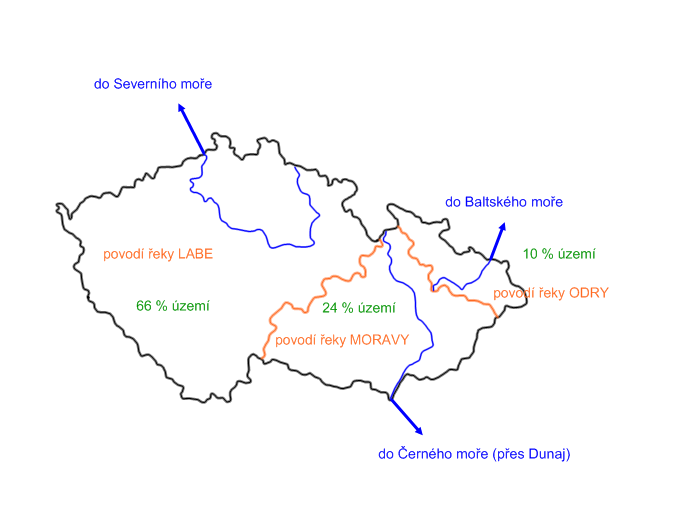 do Severního moře
do Baltského moře
povodí řeky LABE
10 % území
povodí řeky ODRY
66 % území
24 % území
povodí řeky MORAVY
do Černého moře (přes Dunaj)